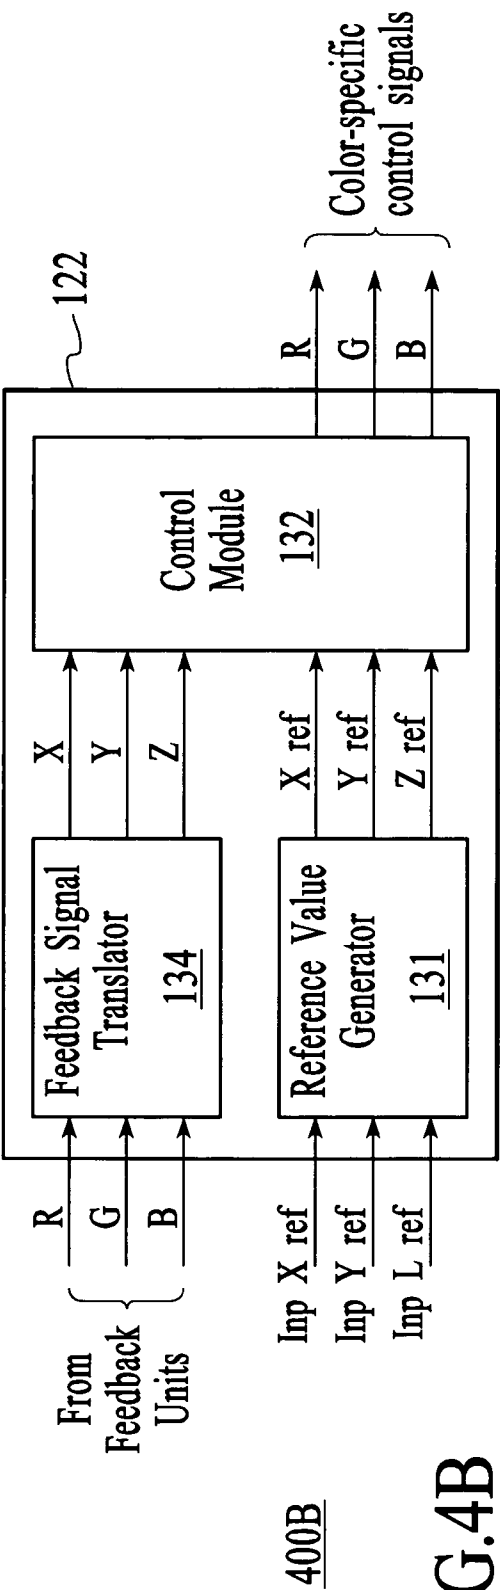 122
From
Feedback
Units
R
G
B
Feedback Signal
Translator
134
X
Y
Z
Control
Module
132
Inp X ref
Inp Y ref
Inp L ref
Reference Value
Generator
131
X ref
Y ref
Z ref
R
G
B
Color-specific
control signals
400B
G.4B